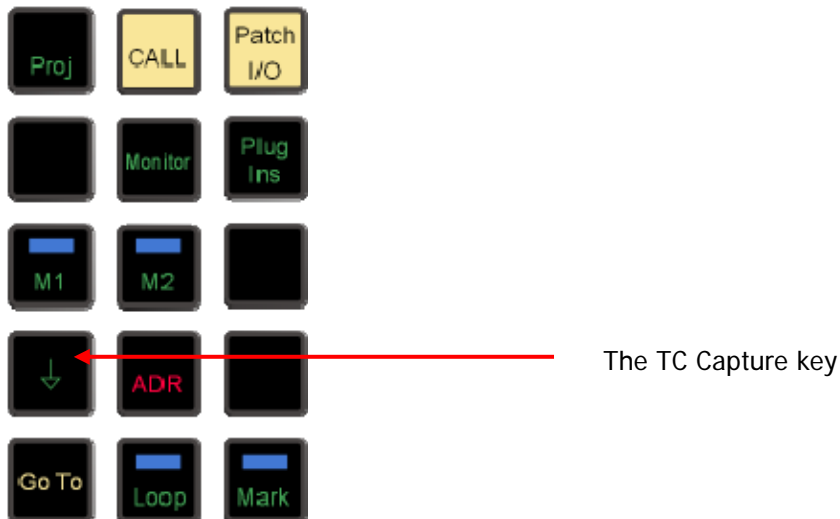 Proj
CALL
Patch
I/O
Monitor
Plug
Ins
M1
M2
ADR
The TC Capture key
Go To
Loop
Mark